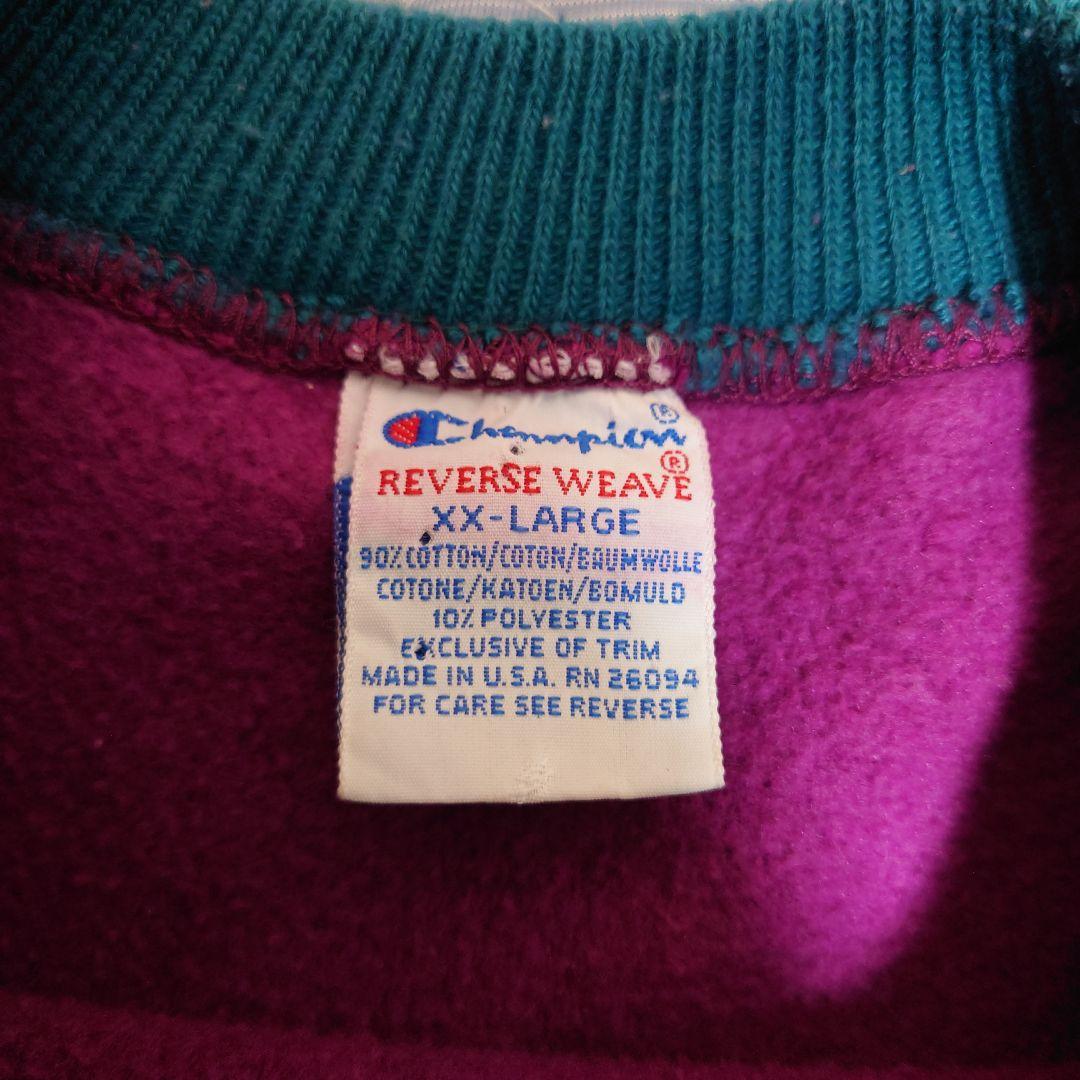 Champion®
REVERSE WEAVE®
XX-LARGE
90% COTTON/COTON/BAUMWOLLE
COTONE/KATOEN/BOMULD
10% POLYESTER
EXCLUSIVE OF TRIM
MADE IN U.S.A. RN 26094
FOR CARE SEE REVERSE